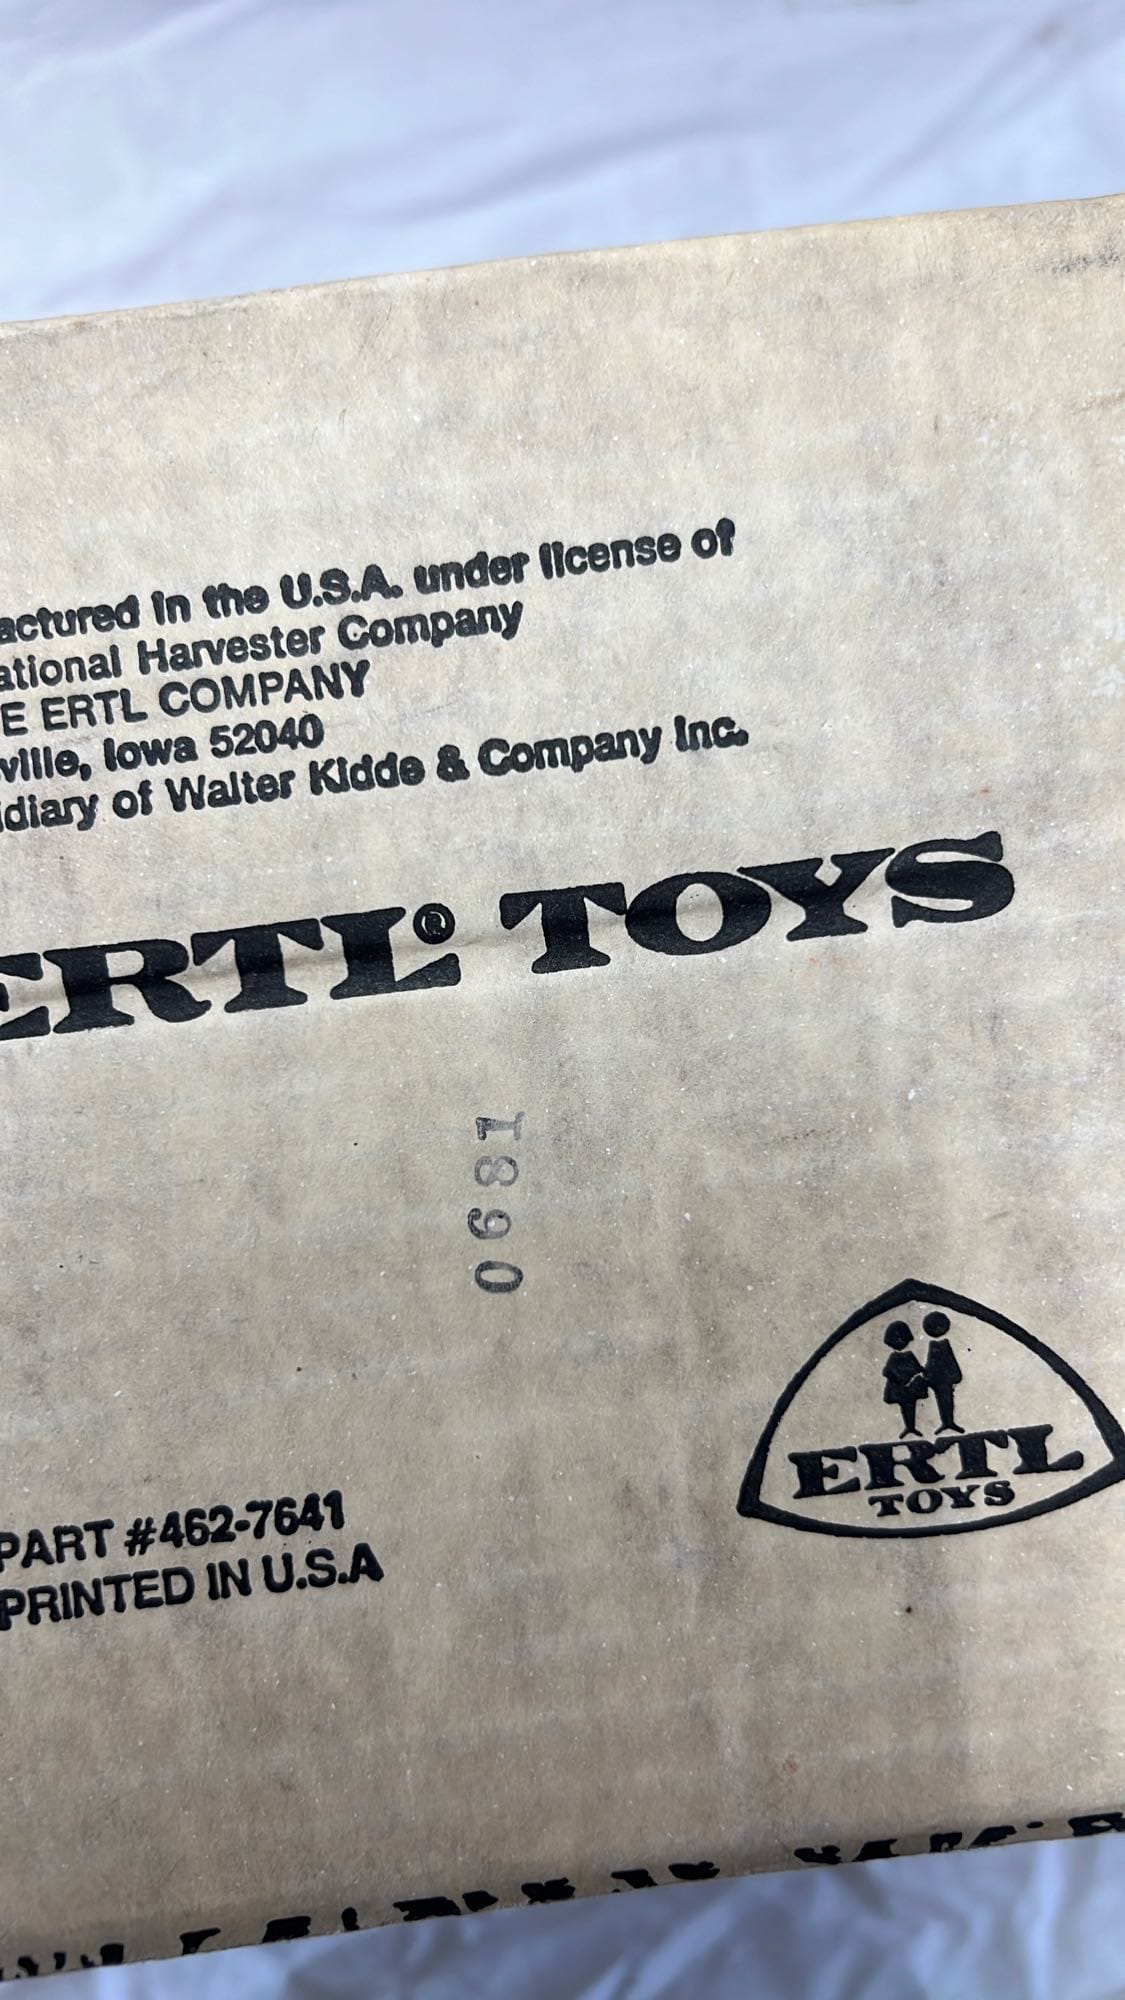 actured in the U.S.A. under license of
ational Harvester Company
E ERTL COMPANY
ville, Iowa 52040
idiary of Walter Kidde & Company Inc.
ERTL® TOYS
0681
ERTL
TOYS
PART #462-7641
PRINTED IN U.S.A